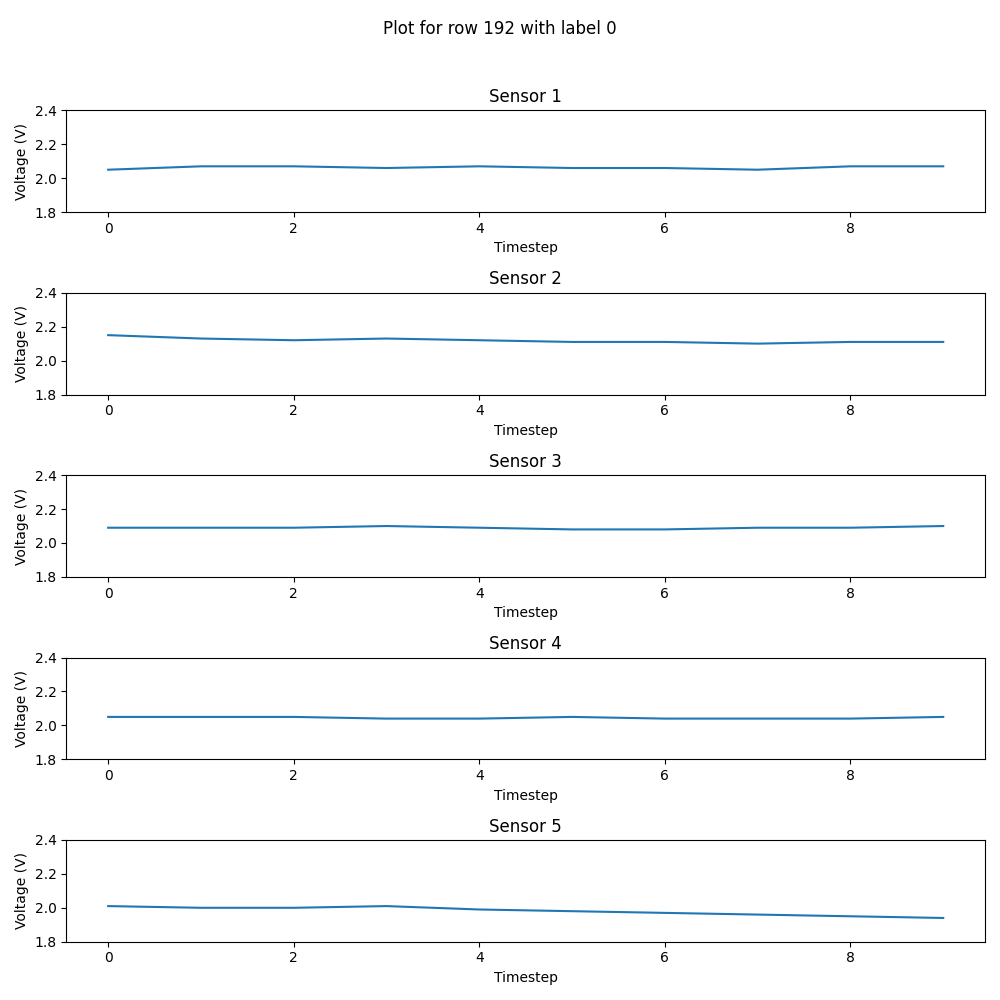 Plot for row 192 with label 0
Sensor 1
Voltage (V)
2.4
2.2
2.0
1.8
0 2 4 6 8
Timestep
Sensor 2
Voltage (V)
2.4
2.2
2.0
1.8
0 2 4 6 8
Timestep
Sensor 3
Voltage (V)
2.4
2.2
2.0
1.8
0 2 4 6 8
Timestep
Sensor 4
Voltage (V)
2.4
2.2
2.0
1.8
0 2 4 6 8
Timestep
Sensor 5
Voltage (V)
2.4
2.2
2.0
1.8
0 2 4 6 8
Timestep